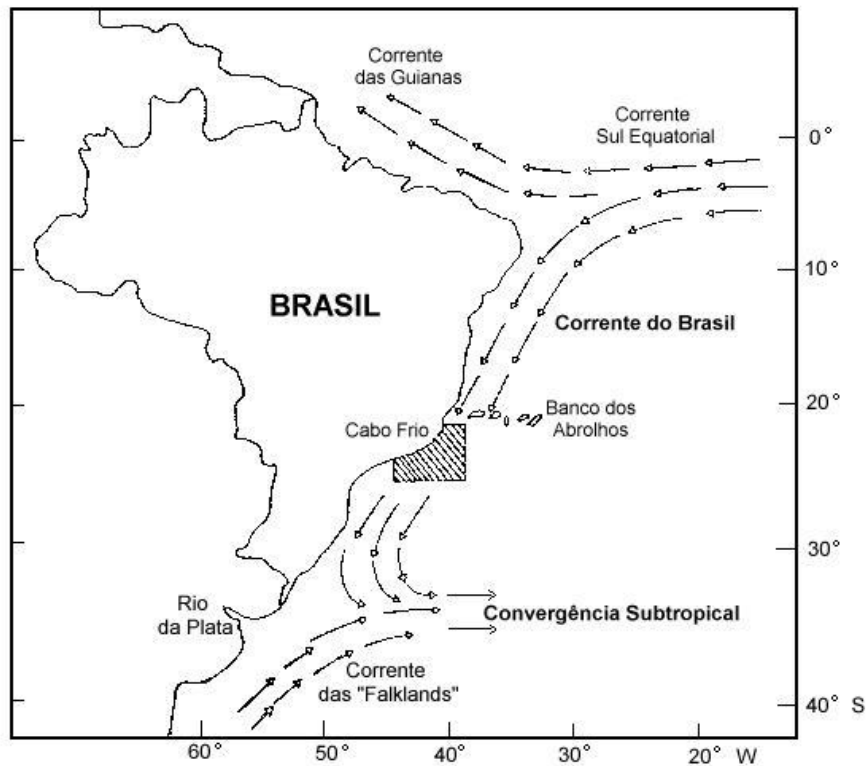 Corrente
das Guianas
Corrente
Sul Equatorial
0°
10°
BRASIL
Corrente do Brasil
20°
Cabo Frio
Banco dos
Abrolhos
30°
Rio
da Plata
Convergência Subtropical
Corrente
das "Falklands"
40° S
60° 50° 40° 30° 20° W